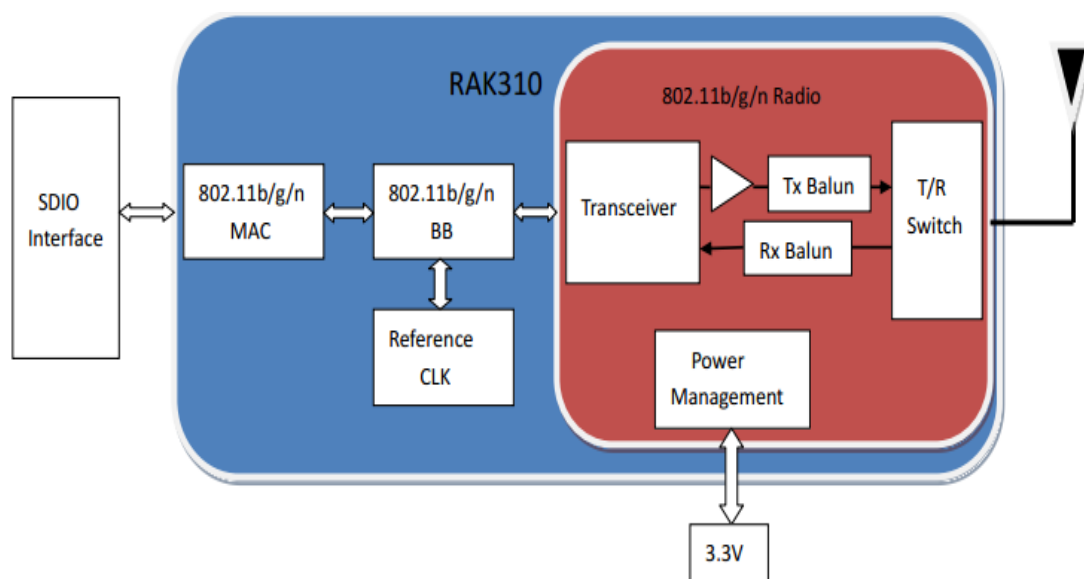 RAK310
802.11b/g/n Radio
SDIO
Interface
802.11b/g/n
MAC
802.11b/g/n
BB
Reference
CLK
Transceiver
Tx Balun
Rx Balun
T/R
Switch
Power
Management
3.3V